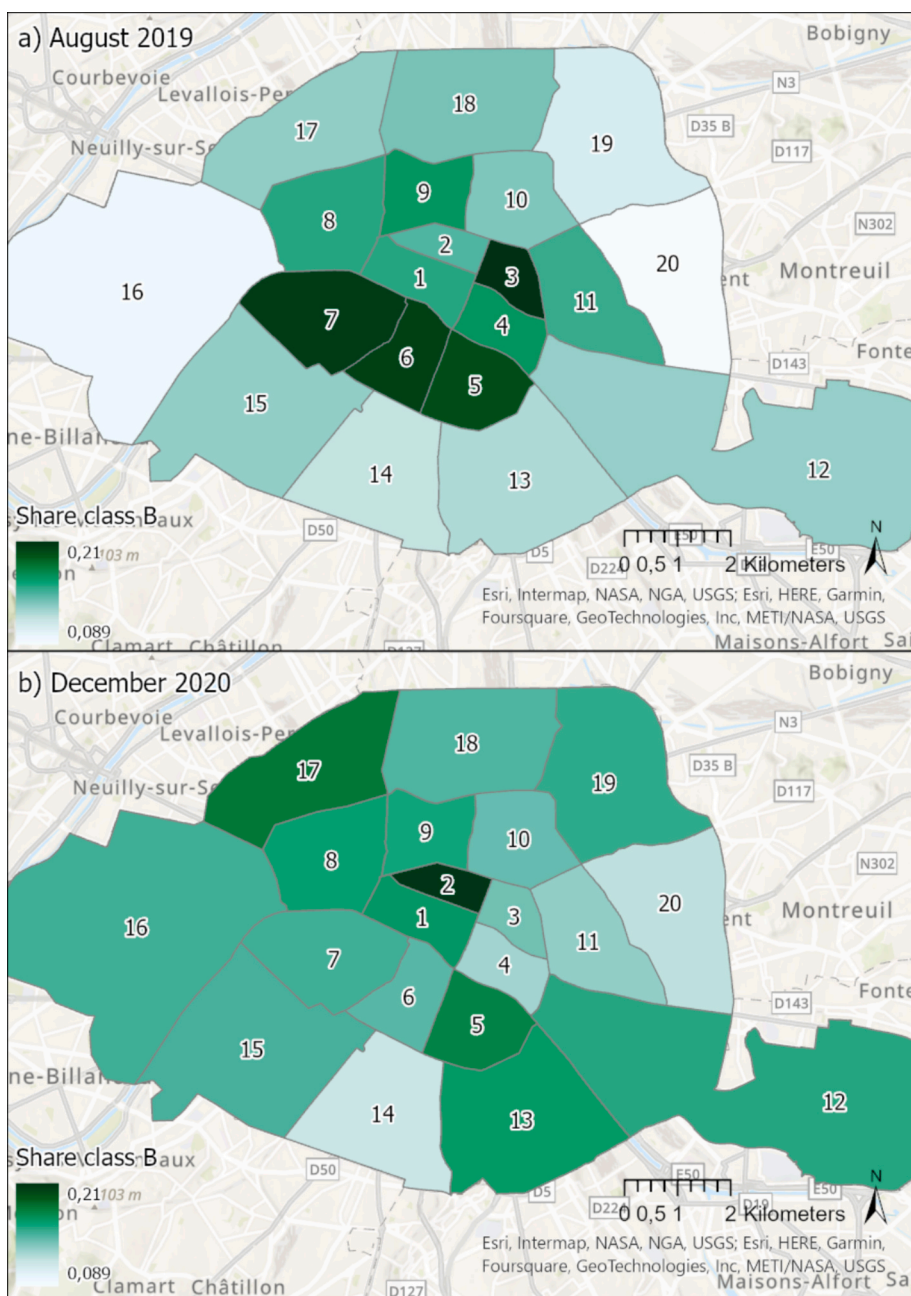 a) August 2019
Bobigny
Courbevoie
Levallois-Per
N3
18
D35 B
17
19
Neuilly-sur-Se
D117
9
10
8
N302
2
3
20
1
ent
Montreuil
16
11
7
4
6
D143
5
Fonte
15
ne-Billan
12
14
13
Share class B
D50
E50
N
0,21
103 m
D5
E50
D224
0 0,5 1 2 Kilometers
Esri, Intermap, NASA, NGA, USGS; Esri, HERE, Garmin,
Foursquare, GeoTechnologies, Inc, METI/NASA, USGS
0,089
Clamart Châtillon
D127
Maisons-Alfort Sai
b) December 2020
Bobigny
Courbevoie
Levallois-Per
N3
18
17
D35 B
19
Neuilly-sur-Se
D117
9
10
8
N302
2
20
3
1
ent
Montreuil
16
11
7
4
6
D143
5
Fonte
15
ne-Billan
12
14
13
Share class B
D50
E50
N
0,21
103 m
D5
D19
E50
D224
0 0,5 1 2 Kilometers
Esri, Intermap, NASA, NGA, USGS; Esri, HERE, Garmin,
Foursquare, GeoTechnologies, Inc, METI/NASA, USGS
0,089
Clamart Châtillon
D127
Maisons-Alfort Sai